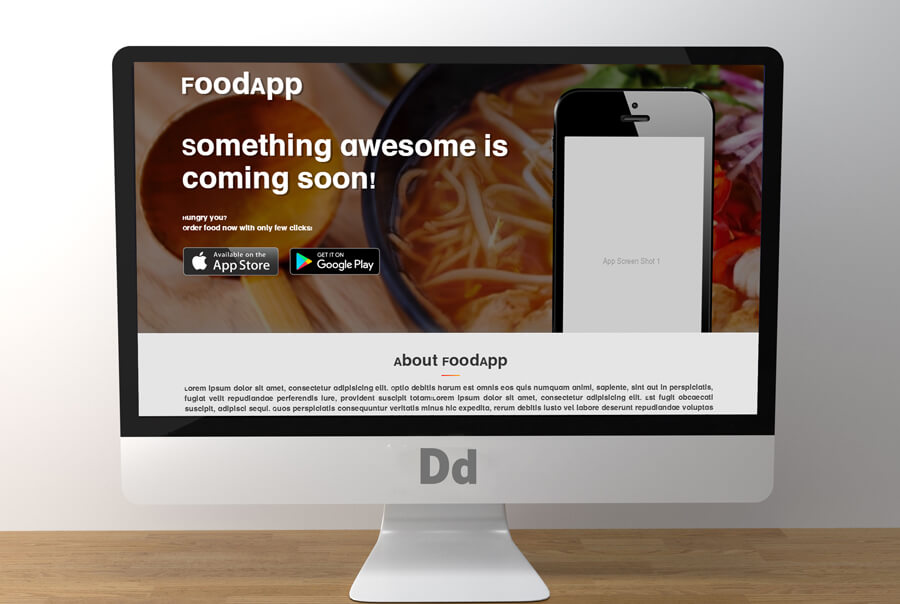 FoodApp
Something awesome is
coming soon!
Hungry you?
Order food now with only few clicks!
Available on the
App Store
GET IT ON
Google Play
App Screen Shot 1
About FoodApp
Lorem ipsum dolor sit amet, consectetur adipisicing elit. Optio debitis harum est omnis eos quis numquam animi, sapiente, sint aut in perspiciatis,
fugiat velit repudiandae perferendis iure, provident suscipit totamLorem ipsum dolor sit amet, consectetur adipisicing elit. Est fugit obcaecati
suscipit, adipisci sequi. Quos perspiciatis consequuntur veritatis minus hic expedita, rerum debitis iusto vel labore deserunt repudiandae voluptas
Dd